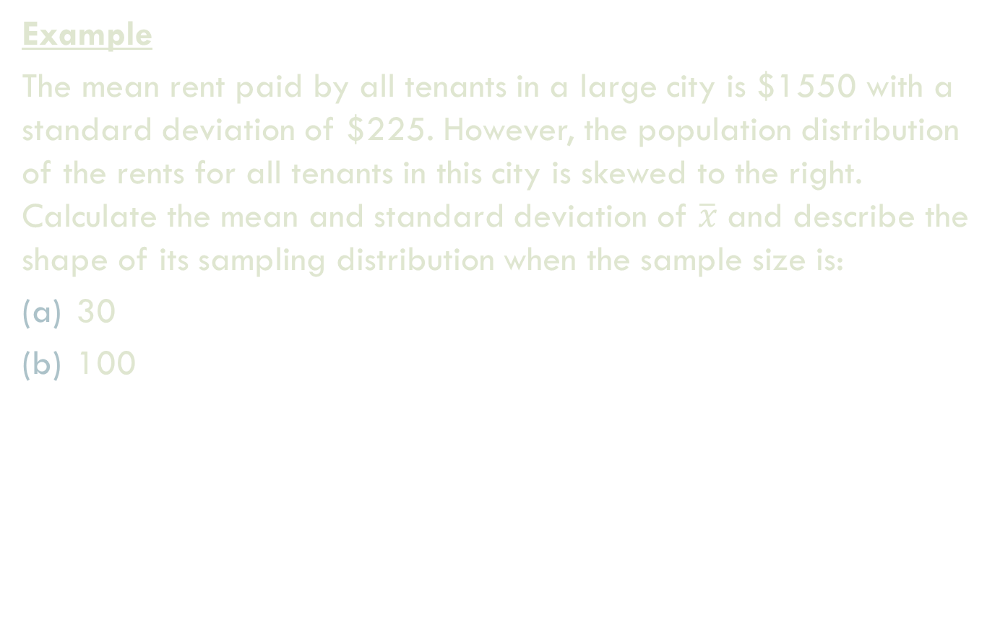 Example
The mean rent paid by all tenants in a large city is $1550 with a
standard deviation of $225. However, the population distribution
of the rents for all tenants in this city is skewed to the right.
Calculate the mean and standard deviation of x̅ and describe the
shape of its sampling distribution when the sample size is:
(a) 30
(b) 100